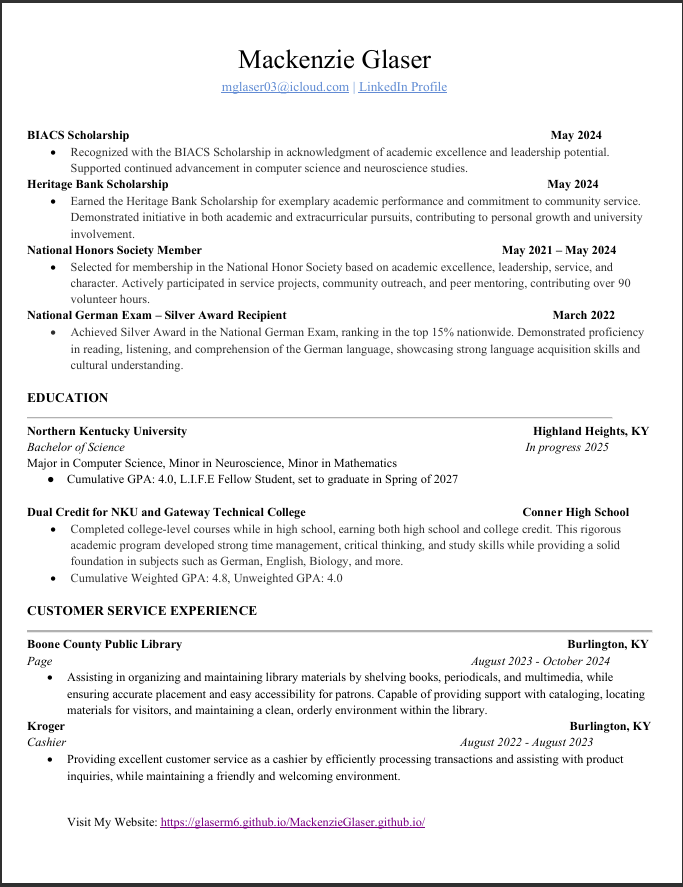 Mackenzie Glaser
mglaser03@icloud.com | LinkedIn Profile
BIACS Scholarship May 2024
● Recognized with the BIACS Scholarship in acknowledgment of academic excellence and leadership potential.
Supported continued advancement in computer science and neuroscience studies.
Heritage Bank Scholarship May 2024
● Earned the Heritage Bank Scholarship for exemplary academic performance and commitment to community service.
Demonstrated initiative in both academic and extracurricular pursuits, contributing to personal growth and university
involvement.
National Honors Society Member May 2021 – May 2024
● Selected for membership in the National Honor Society based on academic excellence, leadership, service, and
character. Actively participated in service projects, community outreach, and peer mentoring, contributing over 90
volunteer hours.
National German Exam – Silver Award Recipient March 2022
● Achieved Silver Award in the National German Exam, ranking in the top 15% nationwide. Demonstrated proficiency
in reading, listening, and comprehension of the German language, showcasing strong language acquisition skills and
cultural understanding.
EDUCATION
Northern Kentucky University Highland Heights, KY
Bachelor of Science In progress 2025
Major in Computer Science, Minor in Neuroscience, Minor in Mathematics
● Cumulative GPA: 4.0, L.I.F.E Fellow Student, set to graduate in Spring of 2027
Dual Credit for NKU and Gateway Technical College Conner High School
● Completed college-level courses while in high school, earning both high school and college credit. This rigorous
academic program developed strong time management, critical thinking, and study skills while providing a solid
foundation in subjects such as German, English, Biology, and more.
● Cumulative Weighted GPA: 4.8, Unweighted GPA: 4.0
CUSTOMER SERVICE EXPERIENCE
Boone County Public Library Burlington, KY
Page August 2023 - October 2024
● Assisting in organizing and maintaining library materials by shelving books, periodicals, and multimedia, while
ensuring accurate placement and easy accessibility for patrons. Capable of providing support with cataloging, locating
materials for visitors, and maintaining a clean, orderly environment within the library.
Kroger Burlington, KY
Cashier August 2022 - August 2023
● Providing excellent customer service as a cashier by efficiently processing transactions and assisting with product
inquiries, while maintaining a friendly and welcoming environment.
Visit My Website: https://glaserm6.github.io/MackenzieGlaser.github.io/